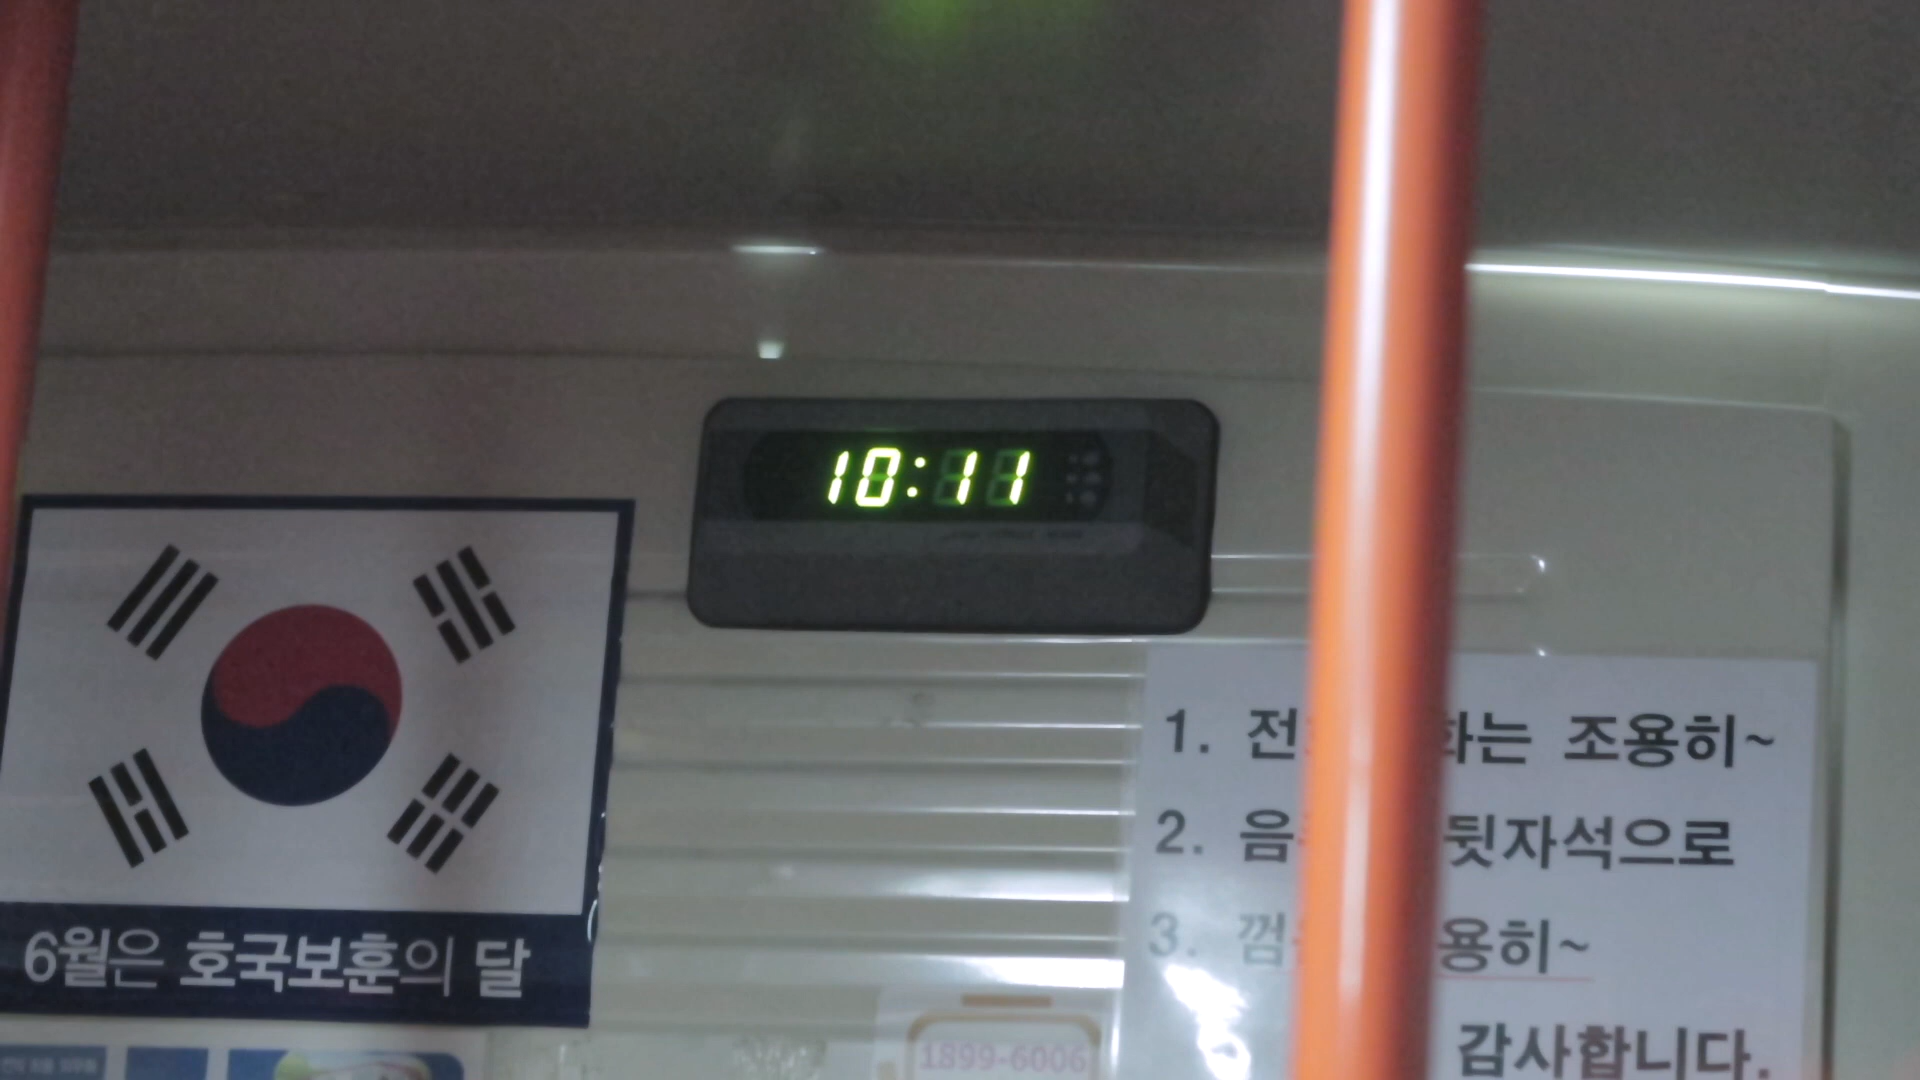 10:11
6월은 호국보훈의 달
1. 전 화는 조용히~
2. 음 뒷자석으로
3. 껌 용히~
감사합니다.
1899-6006